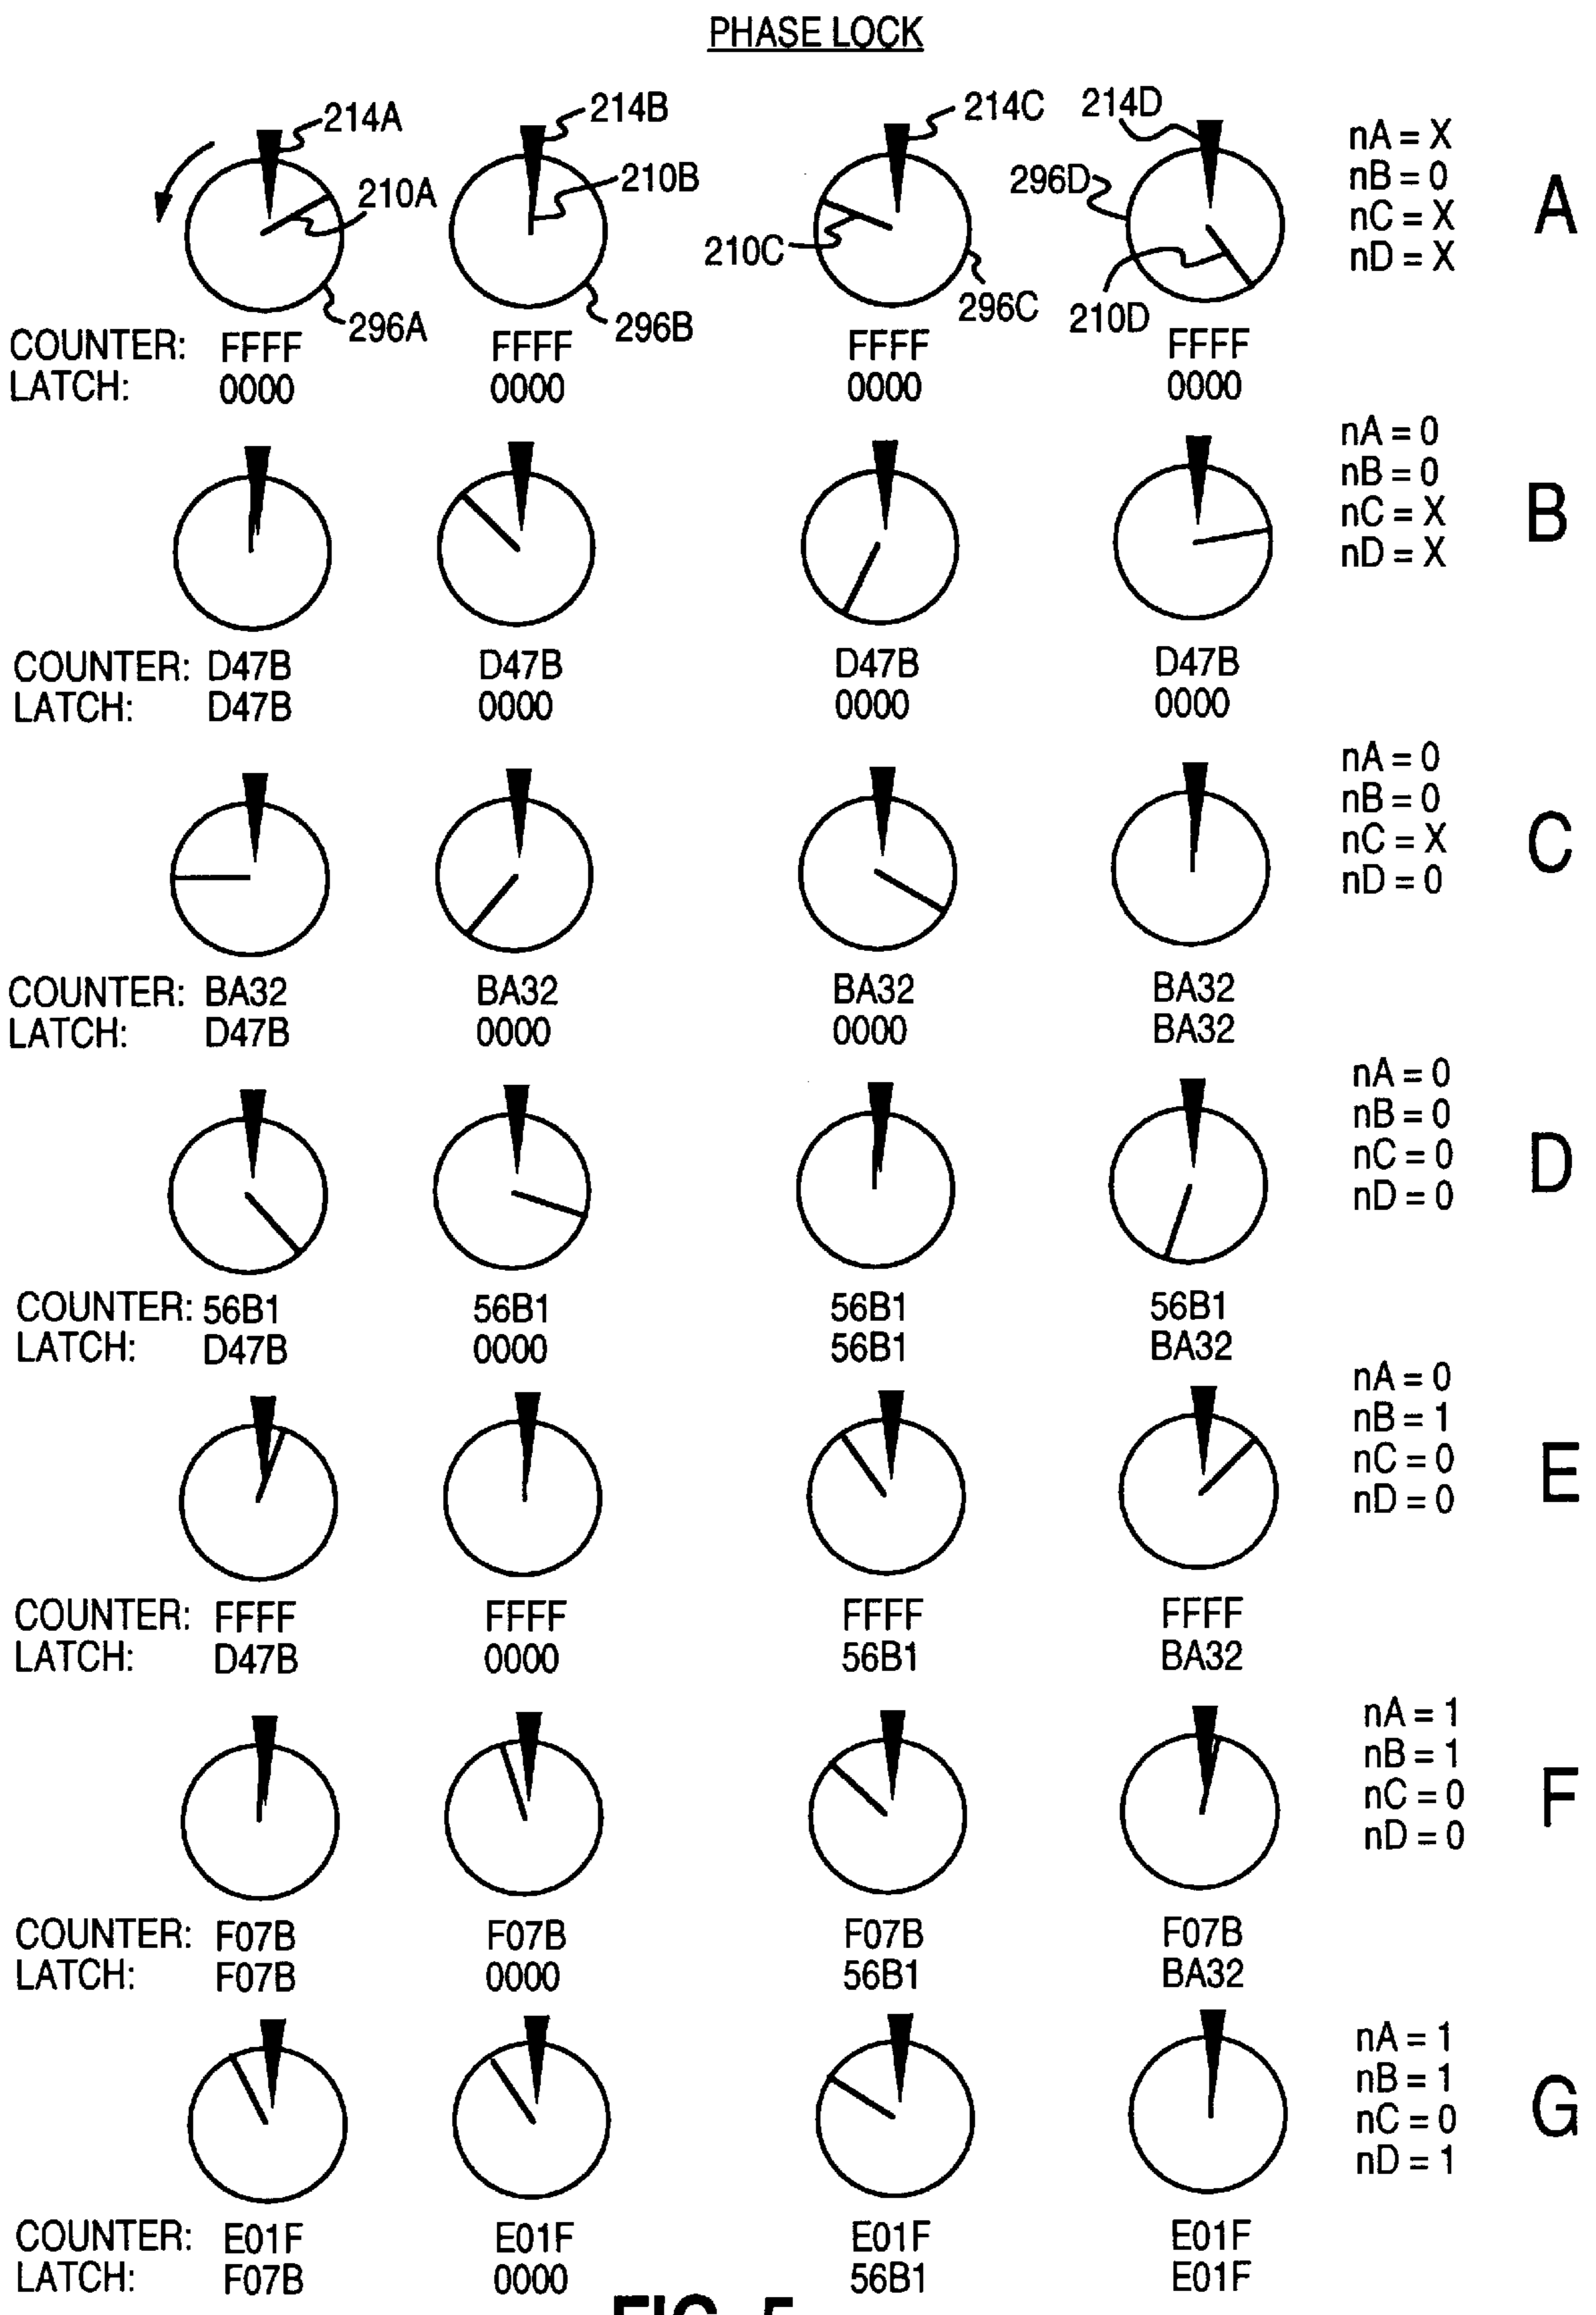 PHASE LOCK
214A 214B 214C 214D
210A 210B 296D
210C 210D
296A 296B 296C
nA = X
nB = 0
nC = X
nD = X
A
COUNTER: FFFF FFFF FFFF FFFF
LATCH: 0000 0000 0000 0000
nA = 0
nB = 0
nC = X
nD = X
B
COUNTER: D47B D47B D47B D47B
LATCH: D47B 0000 0000 0000
nA = 0
nB = 0
nC = X
nD = 0
C
COUNTER: BA32 BA32 BA32 BA32
LATCH: D47B 0000 0000 BA32
nA = 0
nB = 0
nC = 0
nD = 0
D
COUNTER: 56B1 56B1 56B1 56B1
LATCH: D47B 0000 56B1 BA32
nA = 0
nB = 1
nC = 0
nD = 0
E
COUNTER: FFFF FFFF FFFF FFFF
LATCH: D47B 0000 56B1 BA32
nA = 1
nB = 1
nC = 0
nD = 0
F
COUNTER: F07B F07B F07B F07B
LATCH: F07B 0000 56B1 BA32
nA = 1
nB = 1
nC = 0
nD = 1
G
COUNTER: E01F E01F E01F E01F
LATCH: F07B 0000 56B1 E01F